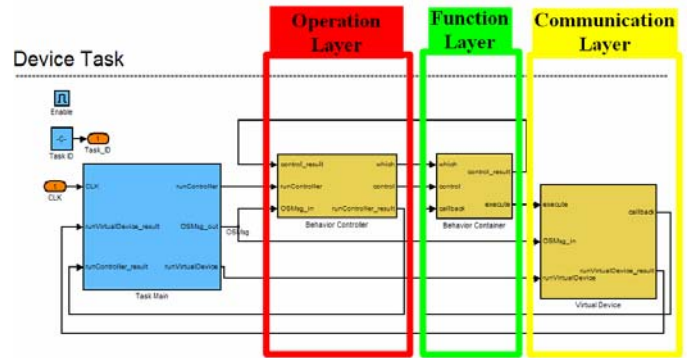 Operation
Layer
Function
Layer
Communication
Layer
Device Task
Enable
-C-
Task ID
1
Task_ID
1
CLK
CLK
runVirtualDevice_result
runController_result
runController
OSMsg_out
runVirtualDevice
Task Main
OSMsg
control_result
runController
OSMsg_in
which
control
runController_result
Behavior Controller
which
control
callback
control_result
execute
Behavior Container
execute
OSMsg_in
runVirtualDevice
callback
runVirtualDevice_result
Virtual Device